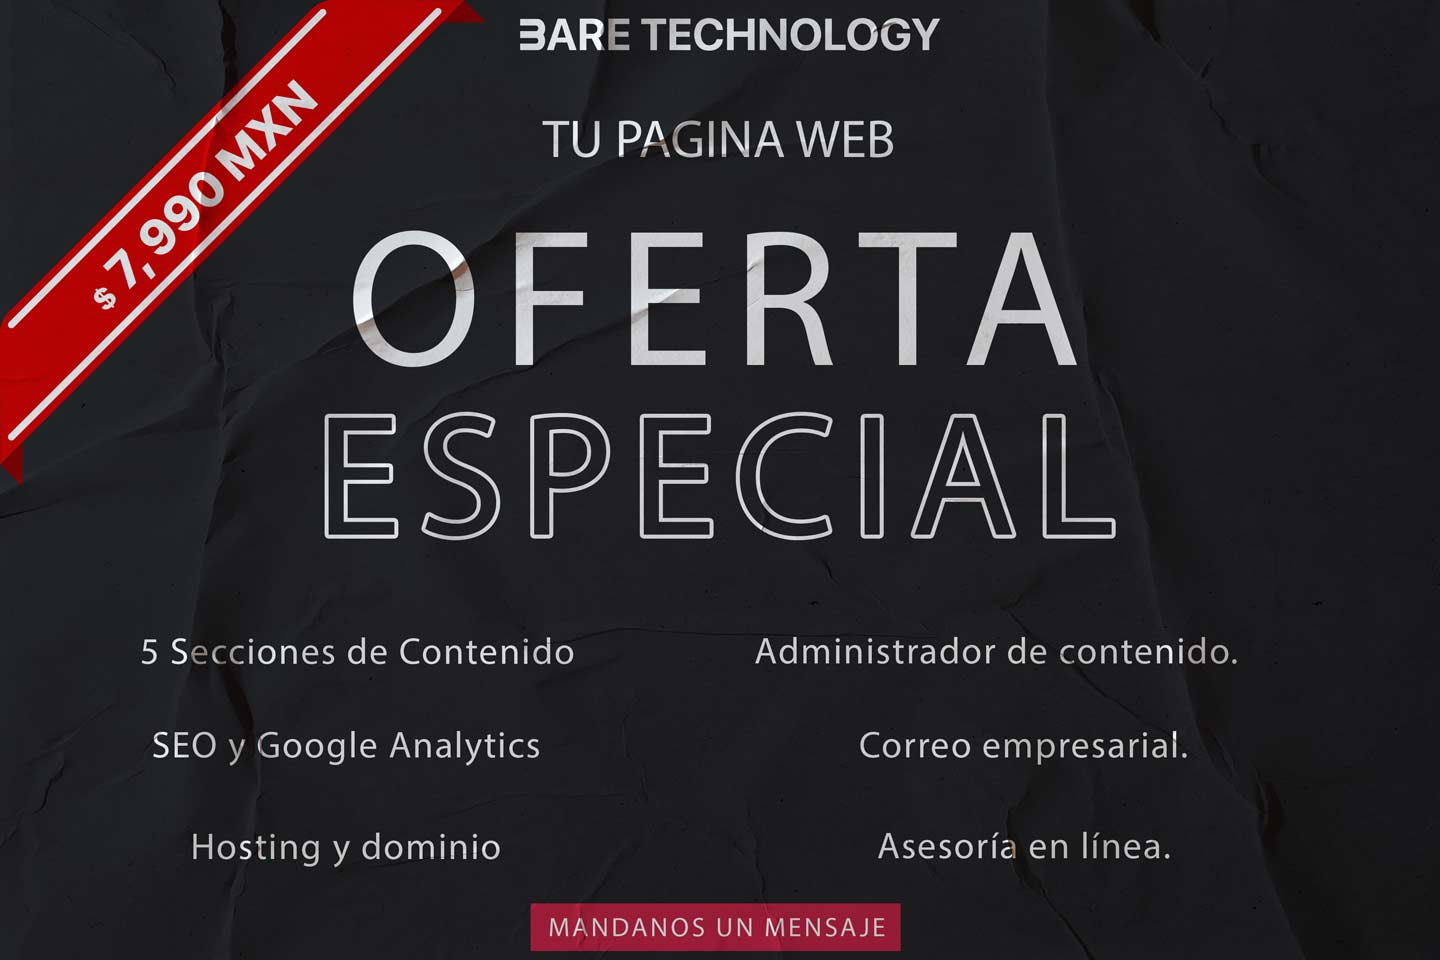 BARE TECHNOLOGY
$ 7,990 MXN
TU PAGINA WEB
OFERTA
ESPECIAL
5 Secciones de Contenido
Administrador de contenido.
SEO y Google Analytics
Correo empresarial.
Hosting y dominio
Asesoría en línea.
MANDANOS UN MENSAJE